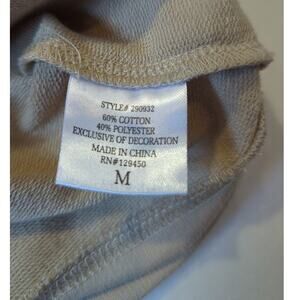 STYLE# 290932
60% COTTON
40% POLYESTER
EXCLUSIVE OF DECORATION
MADE IN CHINA
RN#129450
M